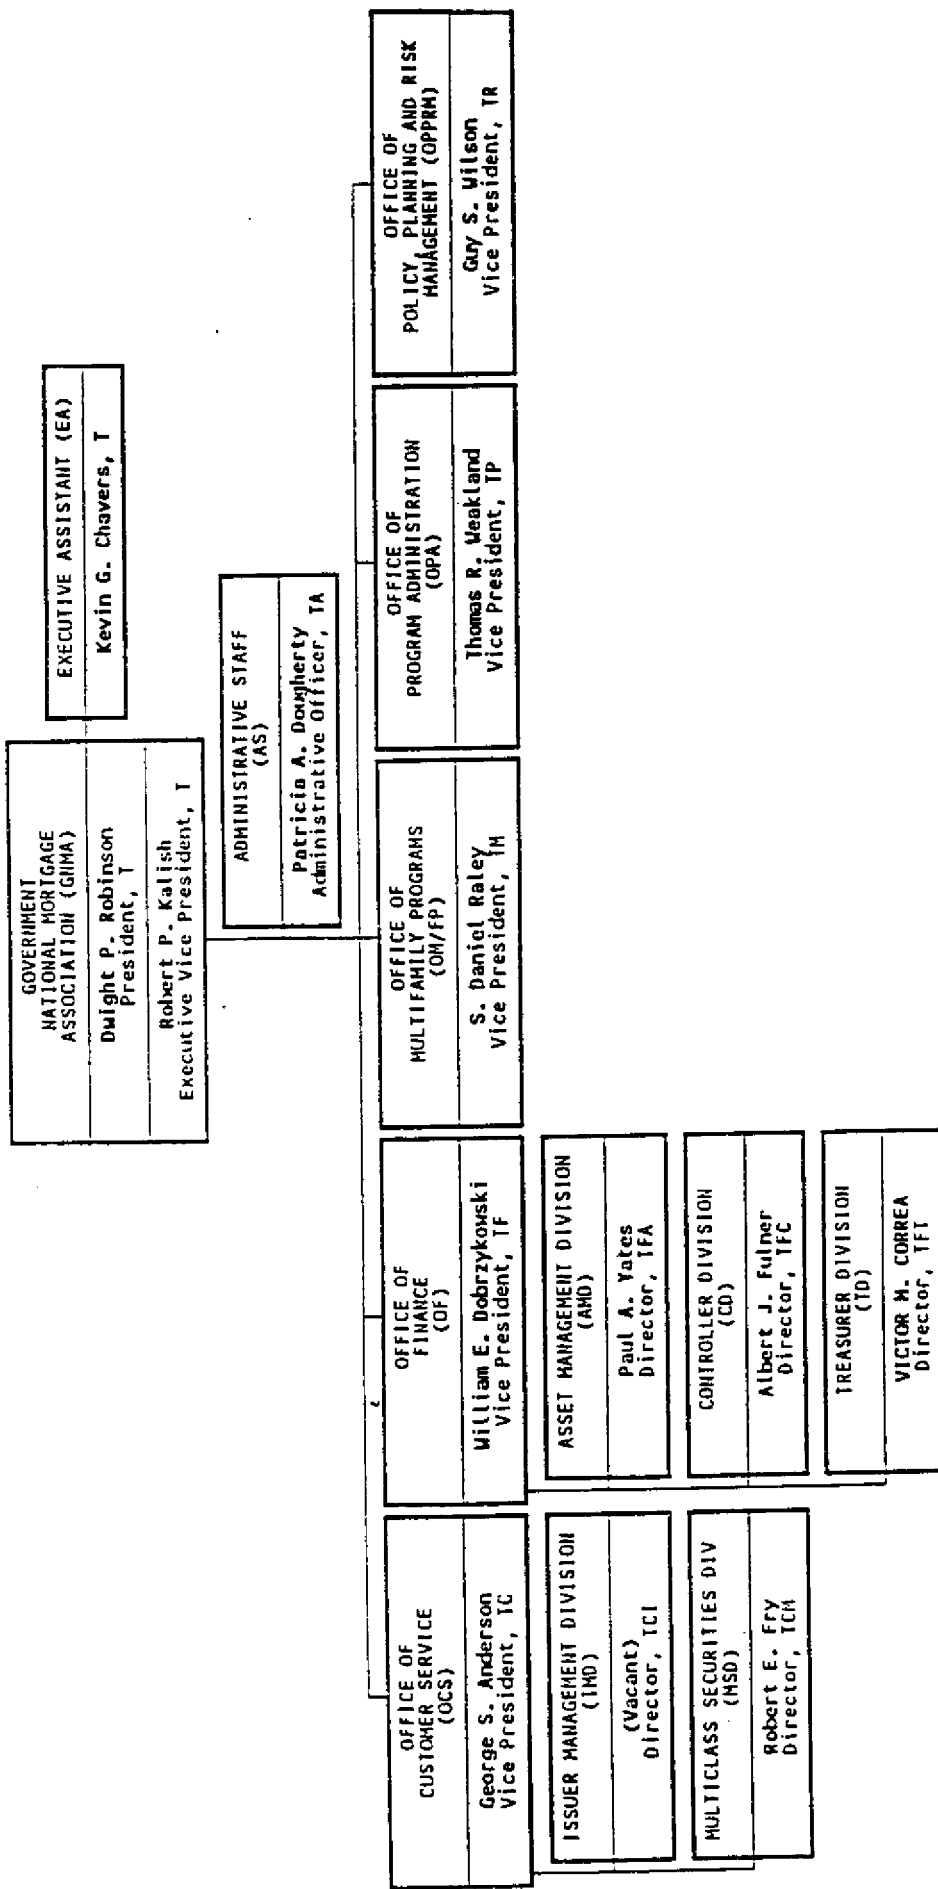 GOVERNMENT
NATIONAL MORTGAGE
ASSOCIATION (GNMA)
Dwight P. Robinson
President, T
Robert P. Kalish
Executive Vice President, T
EXECUTIVE ASSISTANT (EA)
Kevin G. Chavers, T
ADMINISTRATIVE STAFF
(AS)
Patricia A. Dougherty
Administrative Officer, TA
OFFICE OF
CUSTOMER SERVICE
(OCS)
George S. Anderson
Vice President, TC
ISSUER MANAGEMENT DIVISION
(IMD)
(Vacant)
Director, TCI
MULTICLASS SECURITIES DIV
(MSD)
Robert E. Fry
Director, TCM
OFFICE OF
FINANCE
(OF)
William E. Dobrzykowski
Vice President, TF
ASSET MANAGEMENT DIVISION
(AMD)
Paul A. Yates
Director, TFA
CONTROLLER DIVISION
(CD)
Albert J. Fulner
Director, TFC
TREASURER DIVISION
(TD)
VICTOR M. CORREA
Director, TFT
OFFICE OF
MULTIFAMILY PROGRAMS
(OM/FP)
S. Daniel Raley
Vice President, TM
OFFICE OF
PROGRAM ADMINISTRATION
(OPA)
Thomas R. Weakland
Vice President, TP
OFFICE OF
POLICY, PLANNING AND RISK
MANAGEMENT (OPPRM)
Guy S. Wilson
Vice President, TR